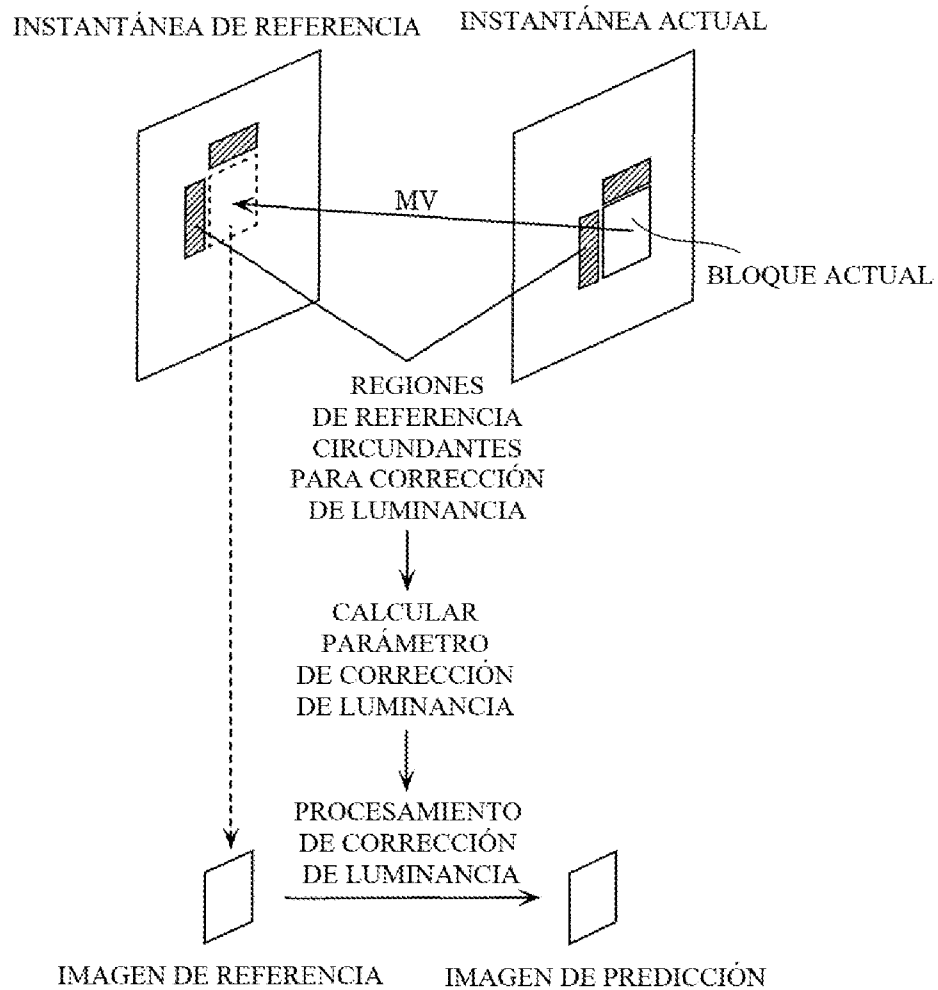 INSTANTÁNEA DE REFERENCIA
INSTANTÁNEA ACTUAL
MV
BLOQUE ACTUAL
REGIONES
DE REFERENCIA
CIRCUNDANTES
PARA CORRECCIÓN
DE LUMINANCIA
CALCULAR
PARÁMETRO
DE CORRECCIÓN
DE LUMINANCIA
PROCESAMIENTO
DE CORRECCIÓN
DE LUMINANCIA
IMAGEN DE REFERENCIA
IMAGEN DE PREDICCIÓN